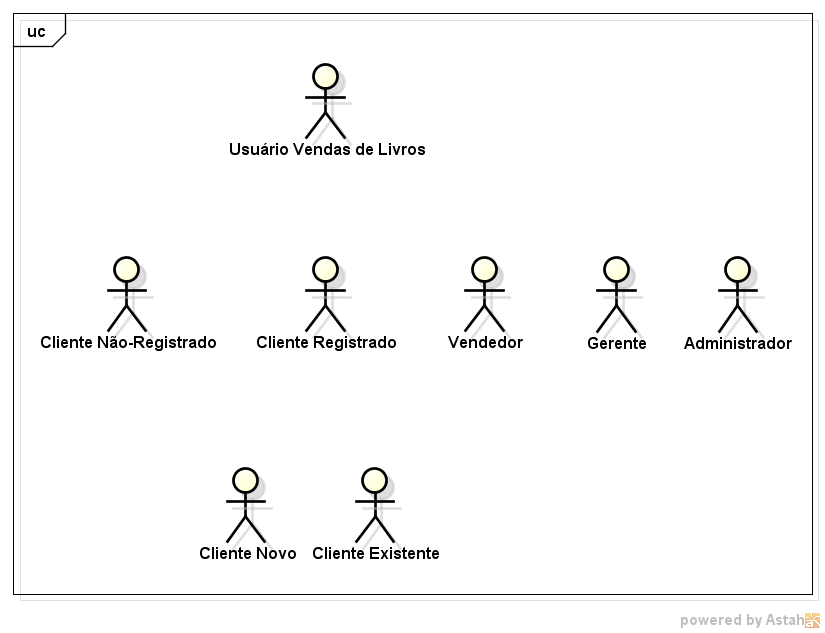 uc
Usuário Vendas de Livros
Cliente Não-Registrado
Cliente Registrado
Vendedor
Gerente
Administrador
Cliente Novo
Cliente Existente
powered by Astah